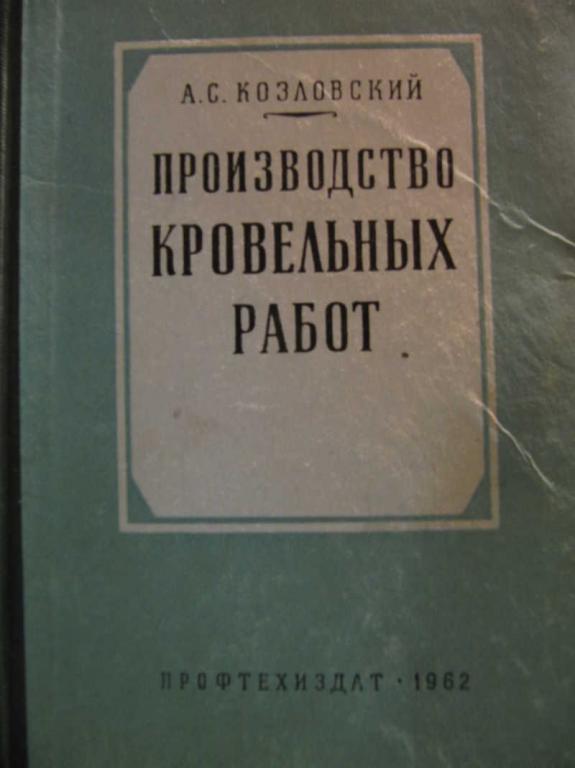 А.С. КОЗЛОВСКИЙ
ПРОИЗВОДСТВО
КРОВЕЛЬНЫХ
РАБОТ
ПРОФТЕХИЗДАТ · 1962